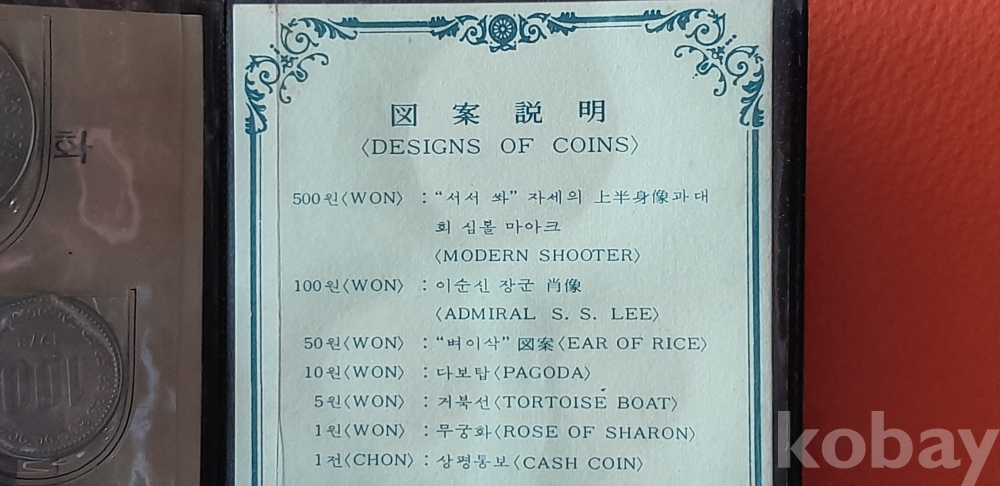 図案説明
〈DESIGNS OF COINS〉
500원〈WON〉 : “서서 쏴” 자세의 上半身像과대
회 심볼 마아크
〈MODERN SHOOTER〉
100원〈WON〉 : 이순신 장군 肖像
〈ADMIRAL S. S. LEE〉
50원〈WON〉 : “벼이삭” 図案〈EAR OF RICE〉
10원〈WON〉 : 다보탑〈PAGODA〉
5원〈WON〉 : 거북선〈TORTOISE BOAT〉
1원〈WON〉 : 무궁화〈ROSE OF SHARON〉
1전〈CHON〉 : 상평통보〈CASH COIN〉
화
1978
100
kobay